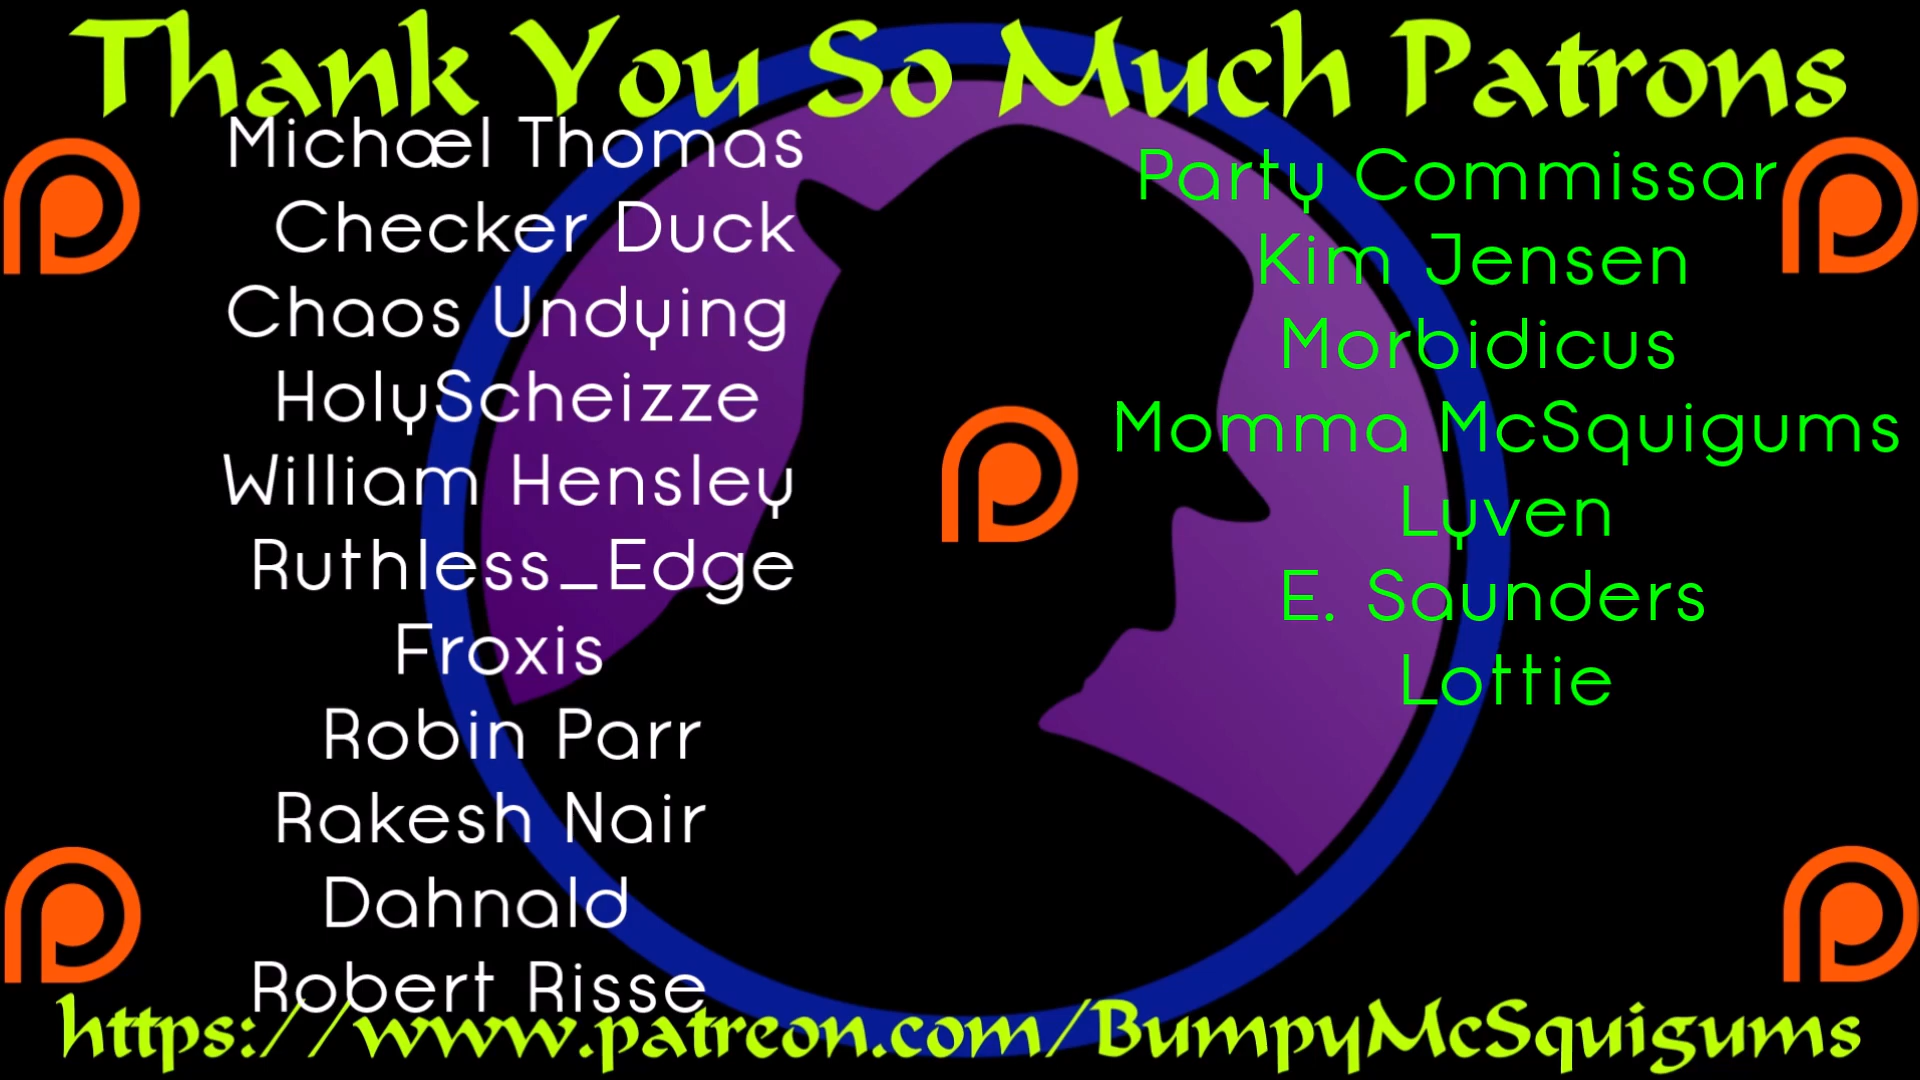 Thank You So Much Patrons
Michael Thomas
Checker Duck
Chaos Undying
HolyScheizze
William Hensley
Ruthless_Edge
Froxis
Robin Parr
Rakesh Nair
Dahnald
Robert Risse
Party Commissar
Kim Jensen
Morbidicus
Momma McSquigums
Lyven
E. Saunders
Lottie
https://www.patreon.com/BumpyMcSquigums